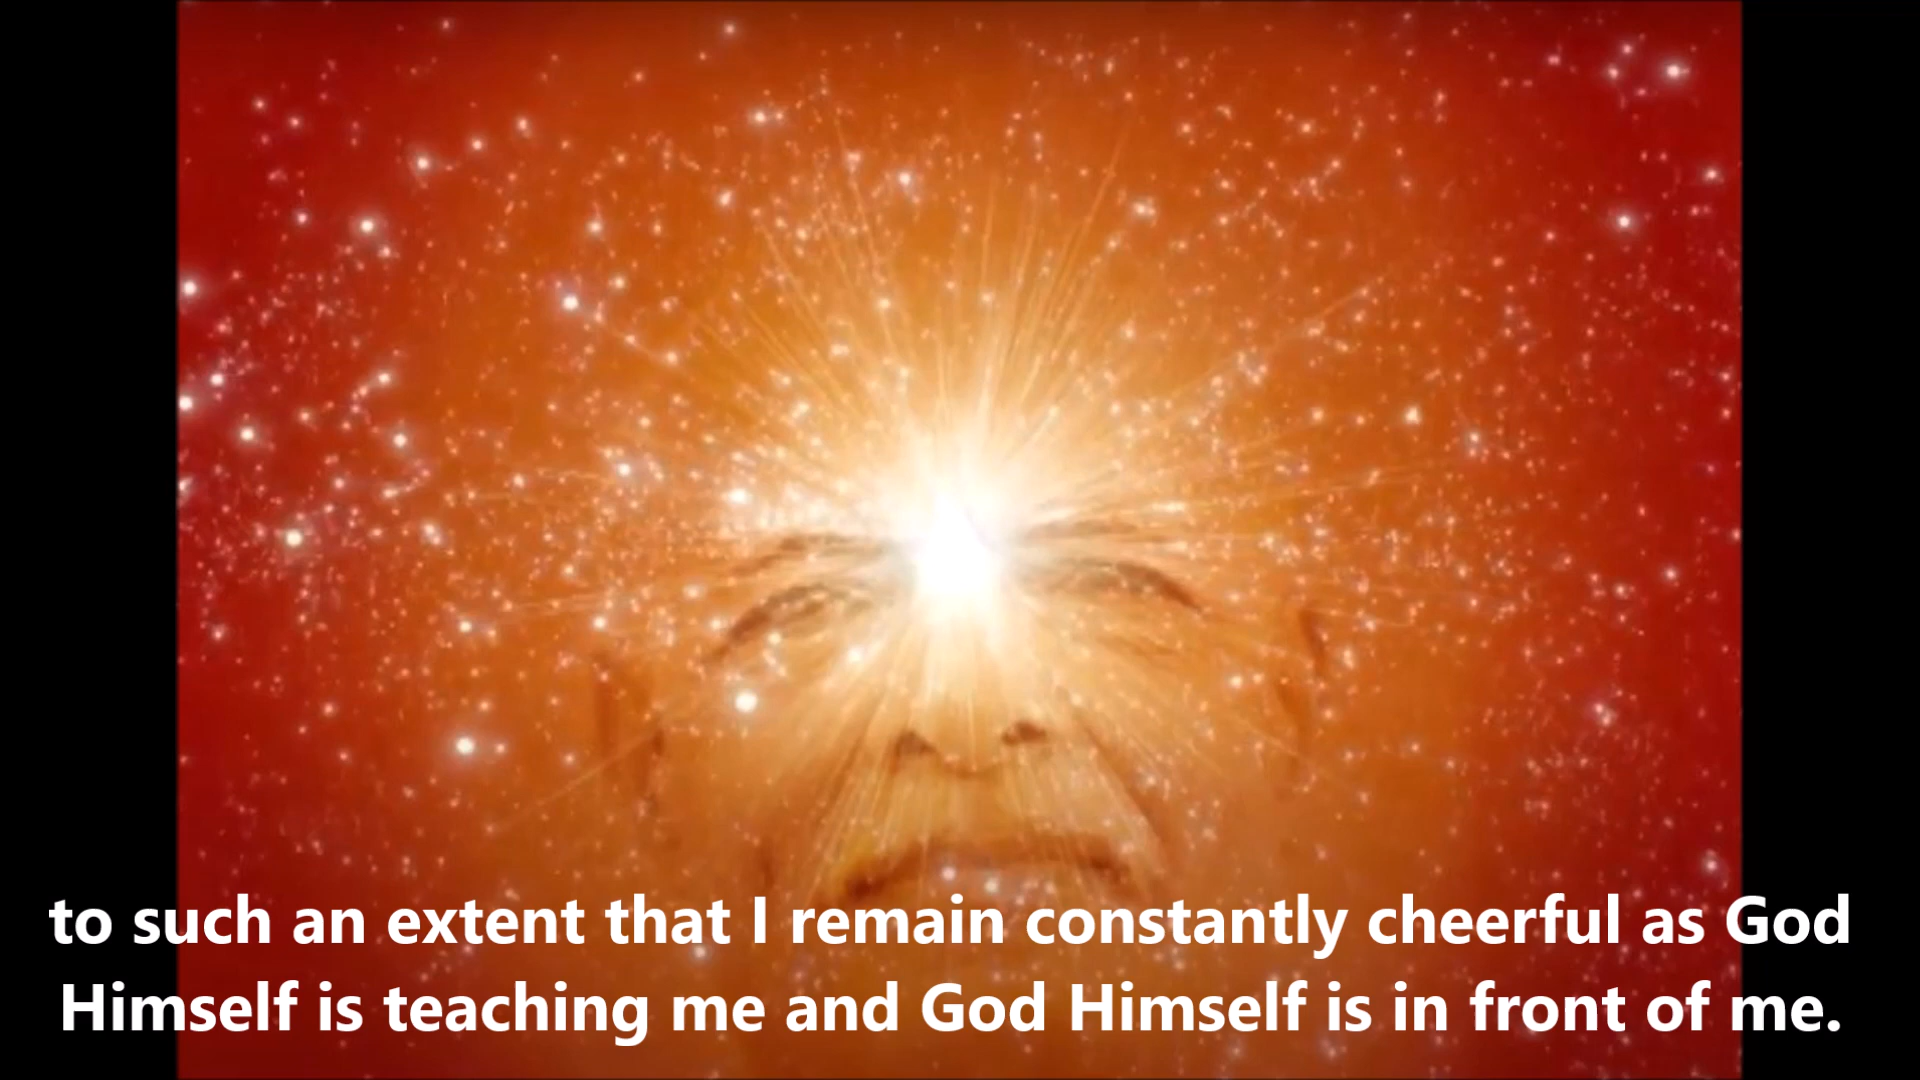 to such an extent that I remain constantly cheerful as God
Himself is teaching me and God Himself is in front of me.